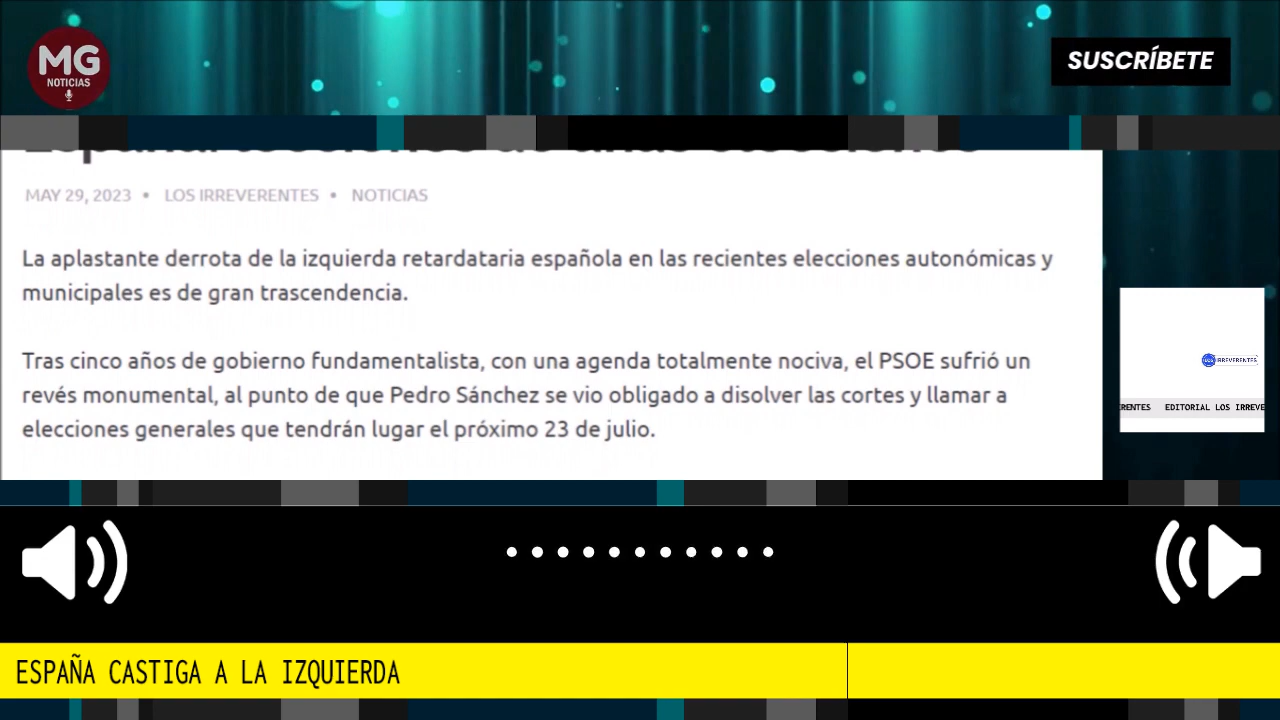 MG
NOTICIAS
SUSCRÍBETE
MAY 29, 2023 • LOS IRREVERENTES • NOTICIAS
La aplastante derrota de la izquierda retardataria española en las recientes elecciones autonómicas y
municipales es de gran trascendencia.
Tras cinco años de gobierno fundamentalista, con una agenda totalmente nociva, el PSOE sufrió un
revés monumental, al punto de que Pedro Sánchez se vio obligado a disolver las cortes y llamar a
elecciones generales que tendrán lugar el próximo 23 de julio.
IRREVERENTES
RENTES EDITORIAL LOS IRREVE
ESPAÑA CASTIGA A LA IZQUIERDA